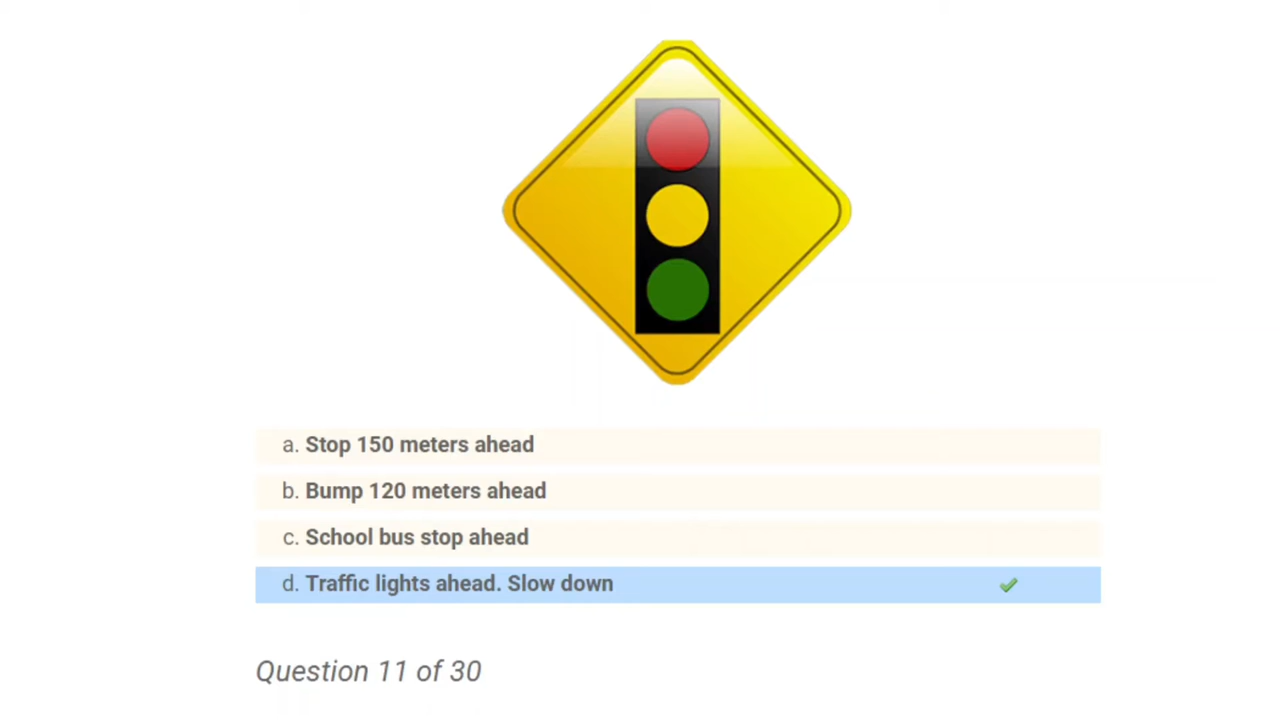 a. Stop 150 meters ahead
b. Bump 120 meters ahead
c. School bus stop ahead
d. Traffic lights ahead. Slow down
Question 11 of 30